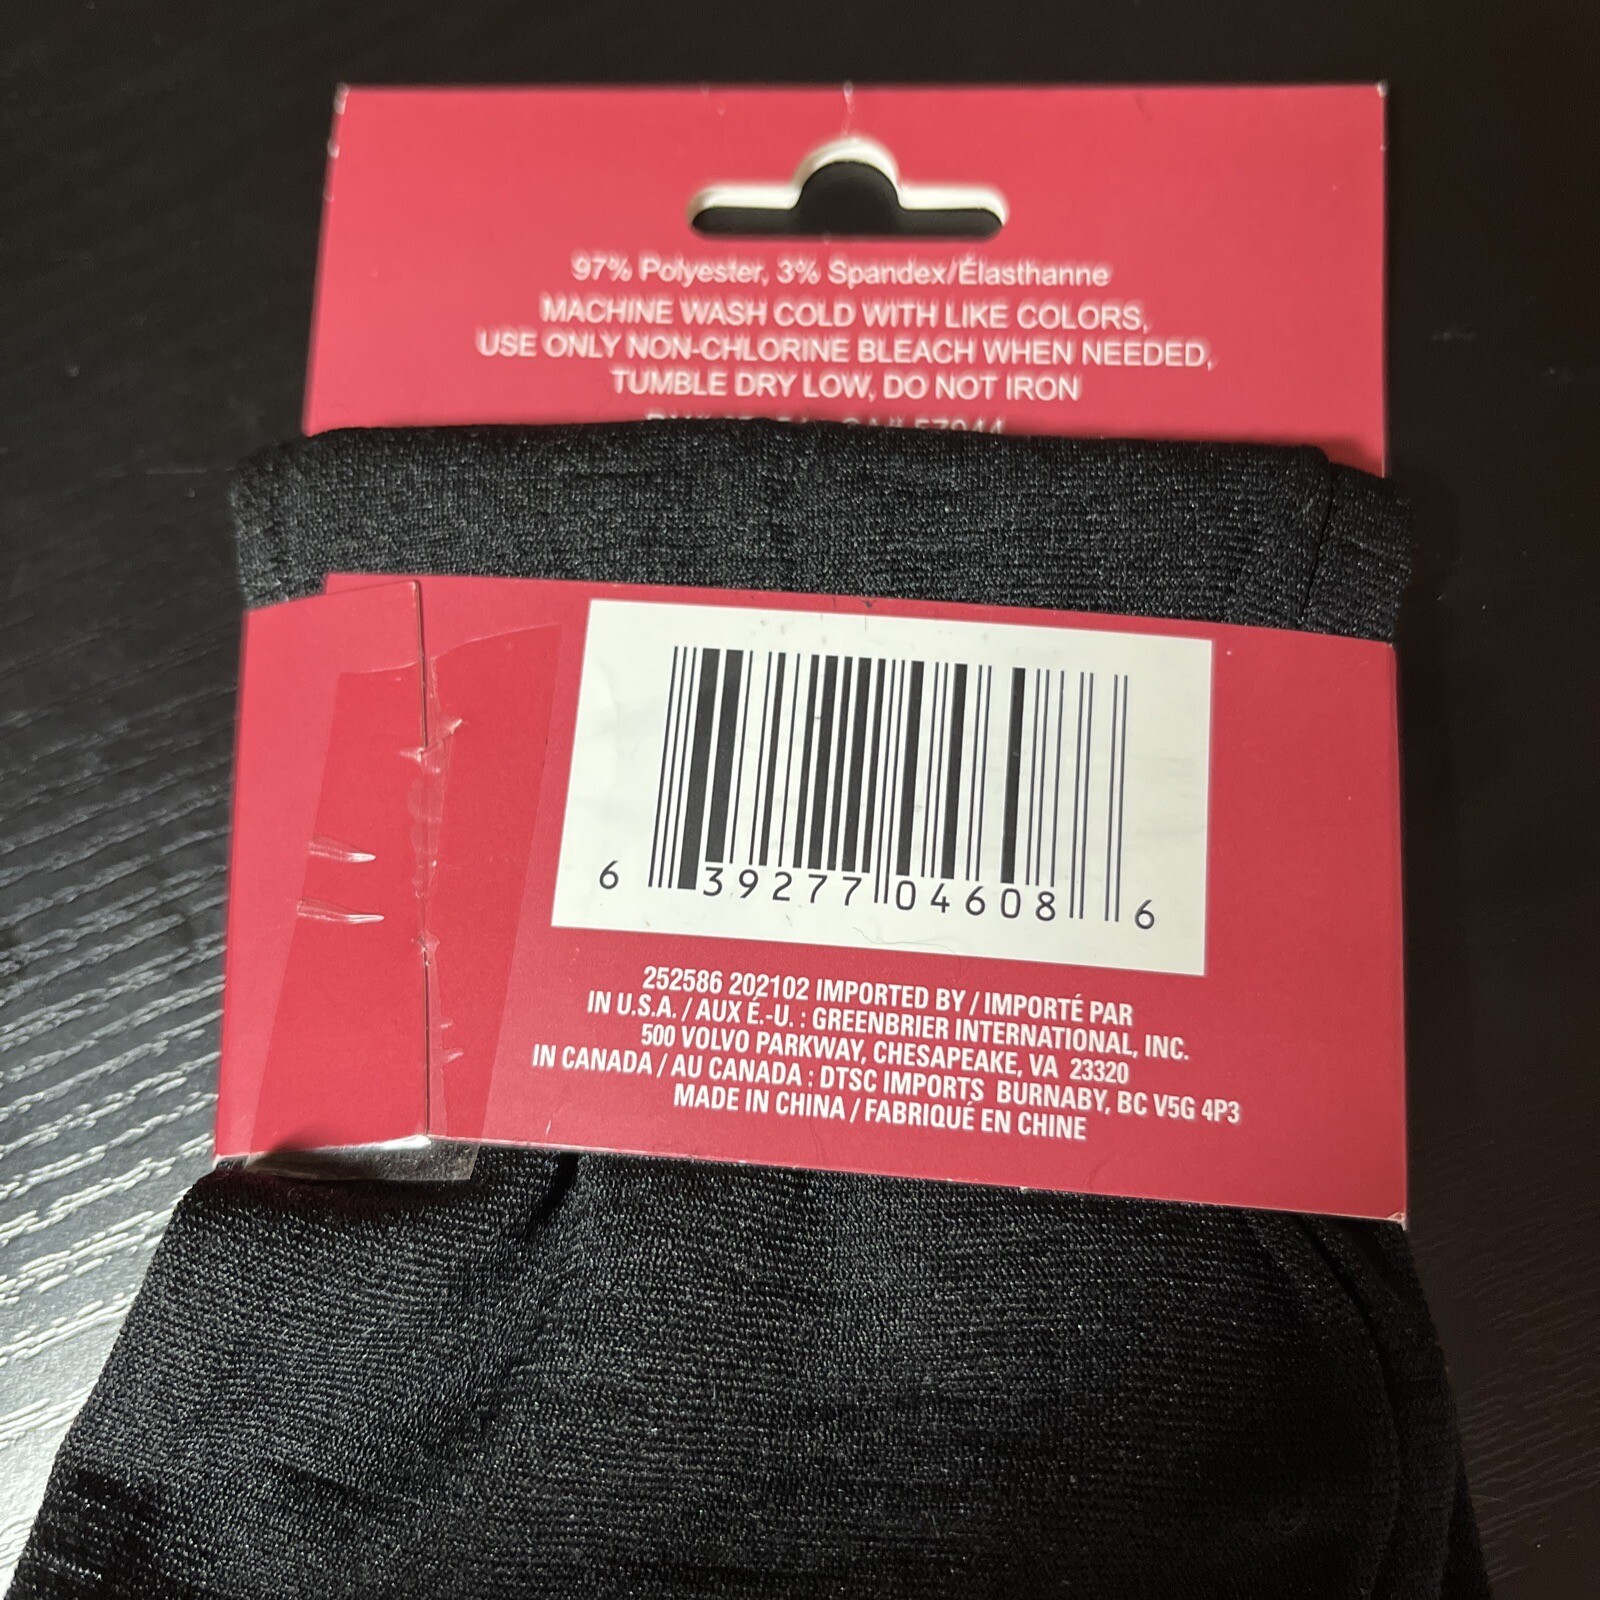 97% Polyester, 3% Spandex/Élasthanne
MACHINE WASH COLD WITH LIKE COLORS,
USE ONLY NON-CHLORINE BLEACH WHEN NEEDED,
TUMBLE DRY LOW, DO NOT IRON
6 39277 04608 6
252586 202102 IMPORTED BY / IMPORTÉ PAR
IN U.S.A. / AUX É.-U. : GREENBRIER INTERNATIONAL, INC.
500 VOLVO PARKWAY, CHESAPEAKE, VA 23320
IN CANADA / AU CANADA : DTSC IMPORTS BURNABY, BC V5G 4P3
MADE IN CHINA / FABRIQUÉ EN CHINE